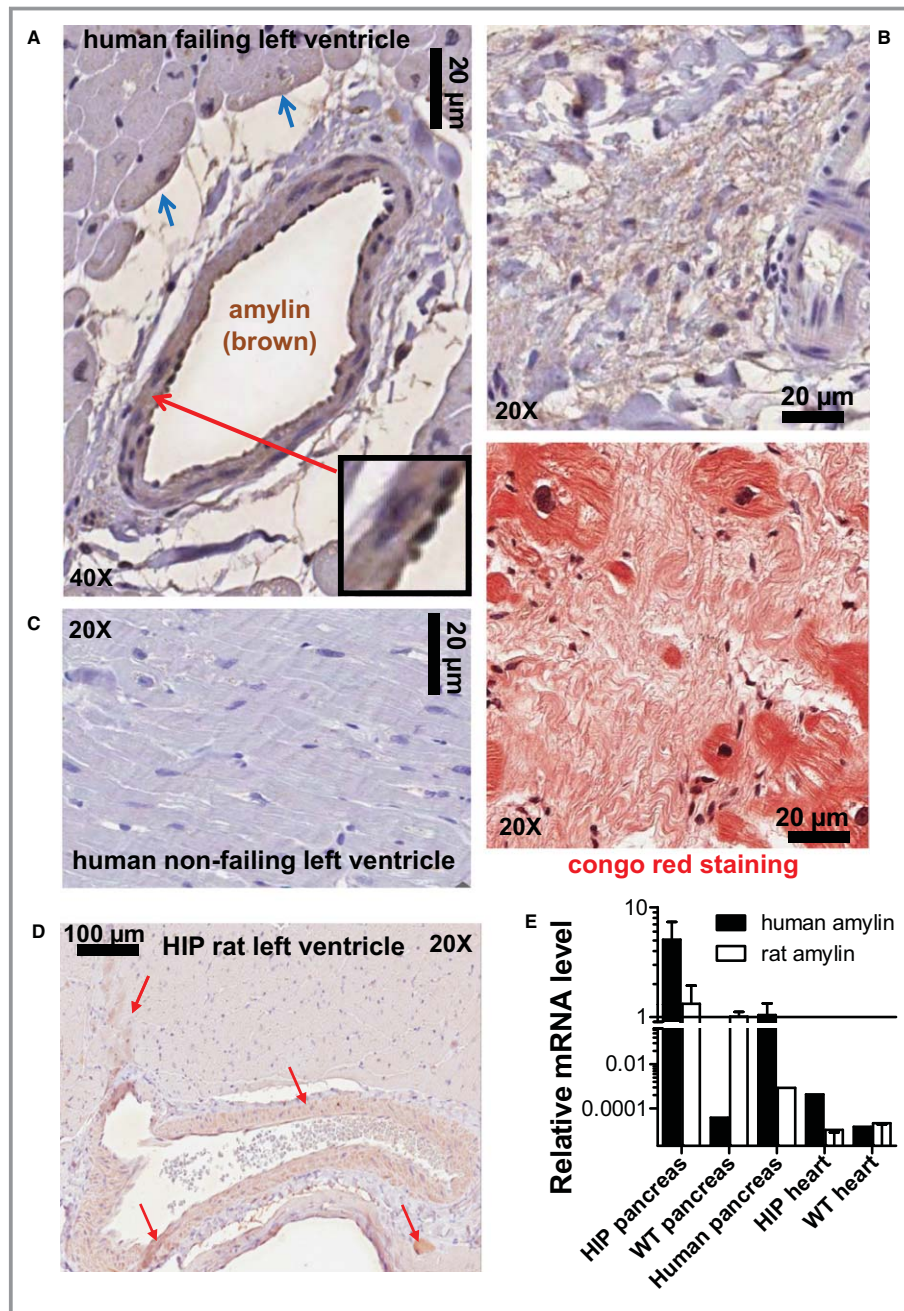 A
human failing left ventricle
20 µm
amylin
(brown)
40X
B
20X
20 µm
20X
20 µm
congo red staining
C
20X
20 µm
human non-failing left ventricle
D
100 µm
HIP rat left ventricle
20X
E
human amylin
rat amylin
Relative mRNA level
10
1
0.01
0.0001
HIP pancreas
WT pancreas
Human pancreas
HIP heart
WT heart